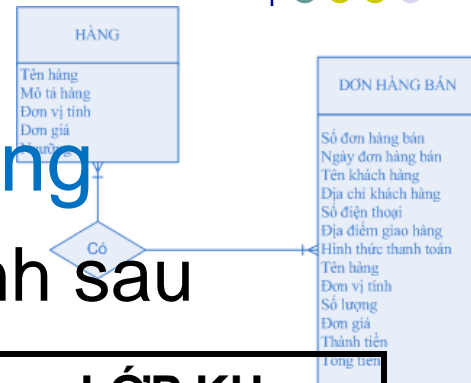 HÀNG
Tên hàng
Mô tả hàng
Đơn vị tính
Đơn giá
ng
Có
nh sau
ĐƠN HÀNG BÁN
Số đơn hàng bán
Ngày đơn hàng bán
Tên khách hàng
Địa chỉ khách hàng
Số điện thoại
Địa điểm giao hàng
Hình thức thanh toán
Tên hàng
Đơn vị tính
Số lượng
Đơn giá
Thành tiền
Tổng tiền